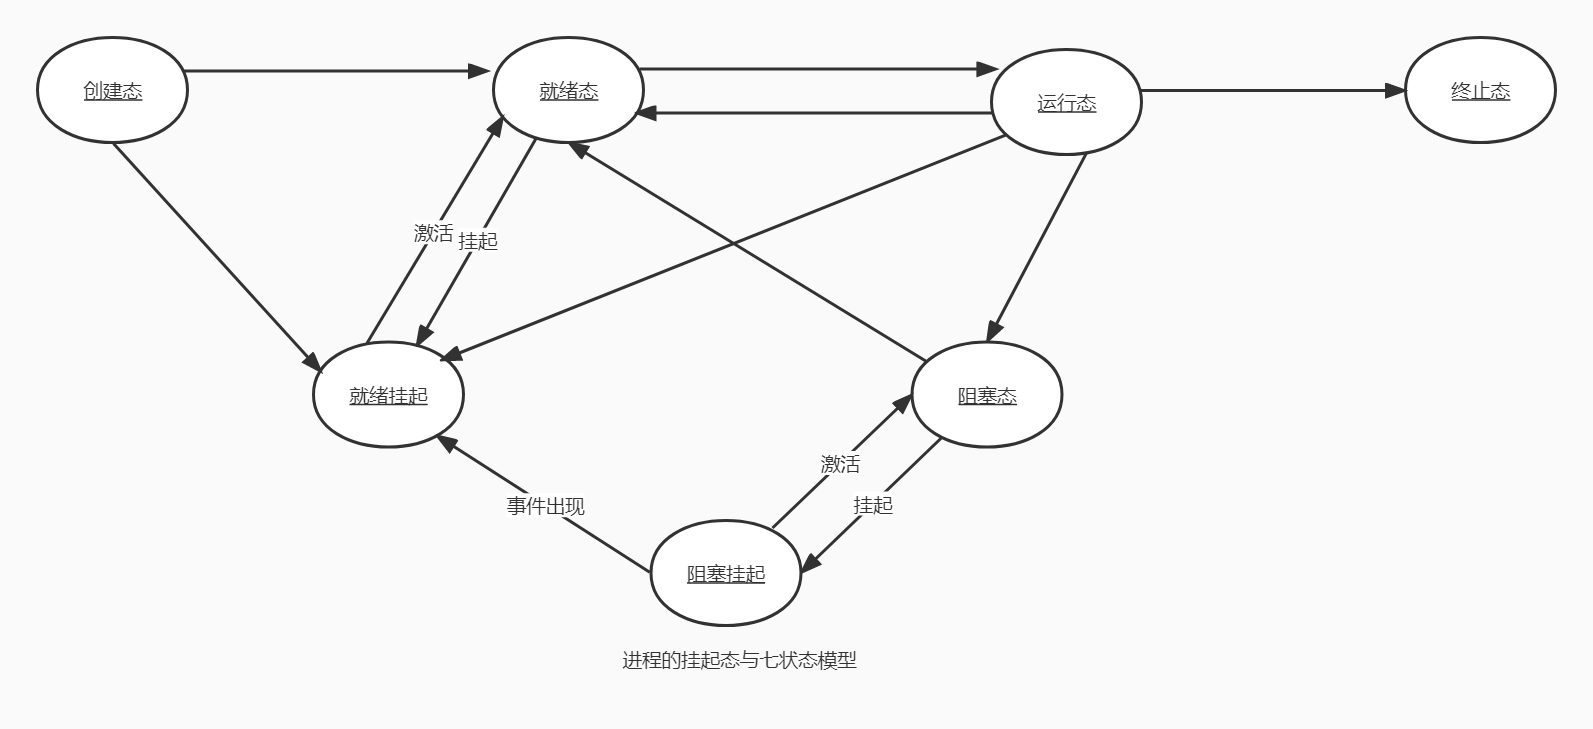 创建态
就绪态
运行态
终止态
激活
挂起
就绪挂起
阻塞态
激活
挂起
事件出现
阻塞挂起
进程的挂起态与七状态模型